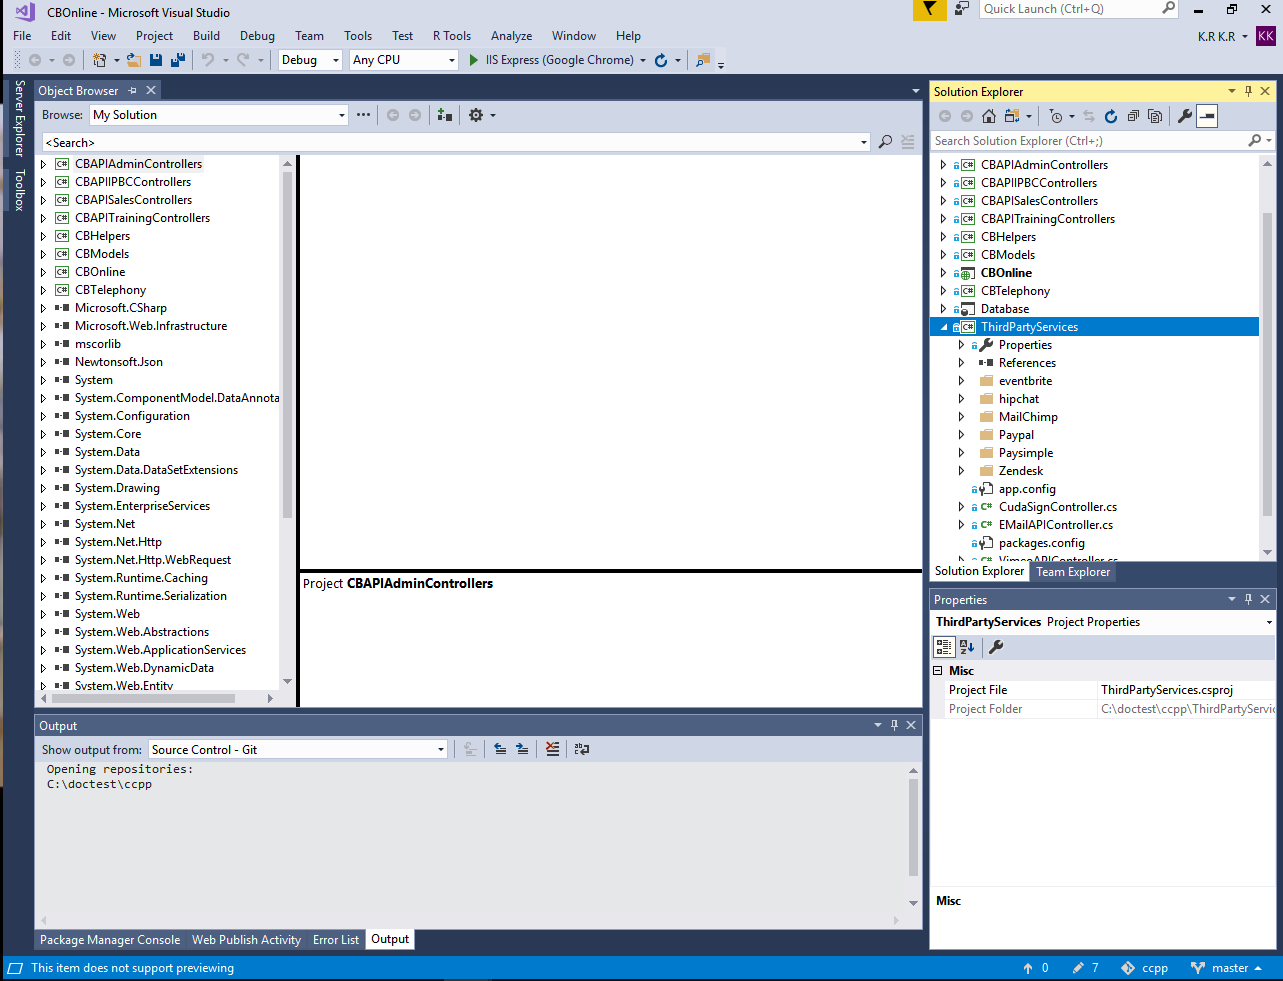 CBOnline - Microsoft Visual Studio
Quick Launch (Ctrl+Q)
File Edit View Project Build Debug Team Tools Test R Tools Analyze Window Help
K.R K.R KK
Debug Any CPU IIS Express (Google Chrome)
Server Explorer
Toolbox
Object Browser
Browse: My Solution
<Search>
CBAPIAdminControllers
CBAPIIPBCControllers
CBAPISalesControllers
CBAPITrainingControllers
CBHelpers
CBModels
CBOnline
CBTelephony
Microsoft.CSharp
Microsoft.Web.Infrastructure
mscorlib
Newtonsoft.Json
System
System.ComponentModel.DataAnnota
System.Configuration
System.Core
System.Data
System.Data.DataSetExtensions
System.Drawing
System.EnterpriseServices
System.Net
System.Net.Http
System.Net.Http.WebRequest
System.Runtime.Caching
System.Runtime.Serialization
System.Web
System.Web.Abstractions
System.Web.ApplicationServices
System.Web.DynamicData
System.Web.Entity
Project CBAPIAdminControllers
Output
Show output from: Source Control - Git
Opening repositories:
C:\doctest\ccpp
Package Manager Console Web Publish Activity Error List Output
Solution Explorer
Search Solution Explorer (Ctrl+;)
CBAPIAdminControllers
CBAPIIPBCControllers
CBAPISalesControllers
CBAPITrainingControllers
CBHelpers
CBModels
CBOnline
CBTelephony
Database
ThirdPartyServices
Properties
References
eventbrite
hipchat
MailChimp
Paypal
Paysimple
Zendesk
app.config
CudaSignController.cs
EMailAPIController.cs
packages.config
VimeoAPIController.cs
Solution Explorer Team Explorer
Properties
ThirdPartyServices Project Properties
Misc
Project File ThirdPartyServices.csproj
Project Folder C:\doctest\ccpp\ThirdPartyServic
Misc
This item does not support previewing
0 7 ccpp master